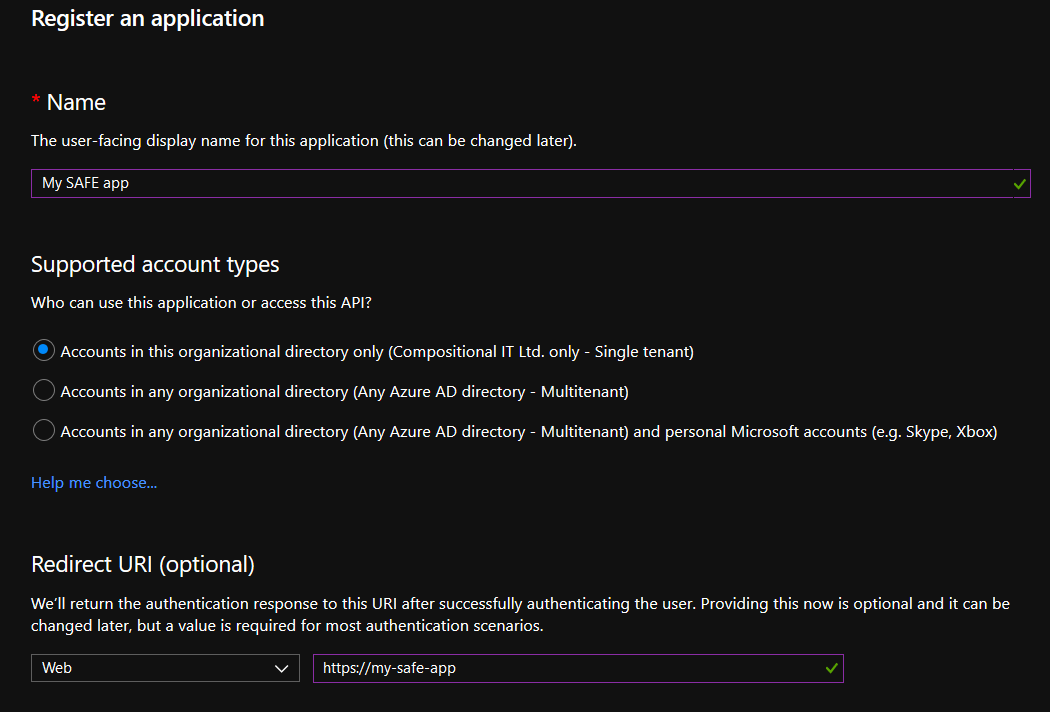 Register an application
* Name
The user-facing display name for this application (this can be changed later).
My SAFE app
Supported account types
Who can use this application or access this API?
Accounts in this organizational directory only (Compositional IT Ltd. only - Single tenant)
Accounts in any organizational directory (Any Azure AD directory - Multitenant)
Accounts in any organizational directory (Any Azure AD directory - Multitenant) and personal Microsoft accounts (e.g. Skype, Xbox)
Help me choose...
Redirect URI (optional)
We'll return the authentication response to this URI after successfully authenticating the user. Providing this now is optional and it can be
changed later, but a value is required for most authentication scenarios.
Web https://my-safe-app